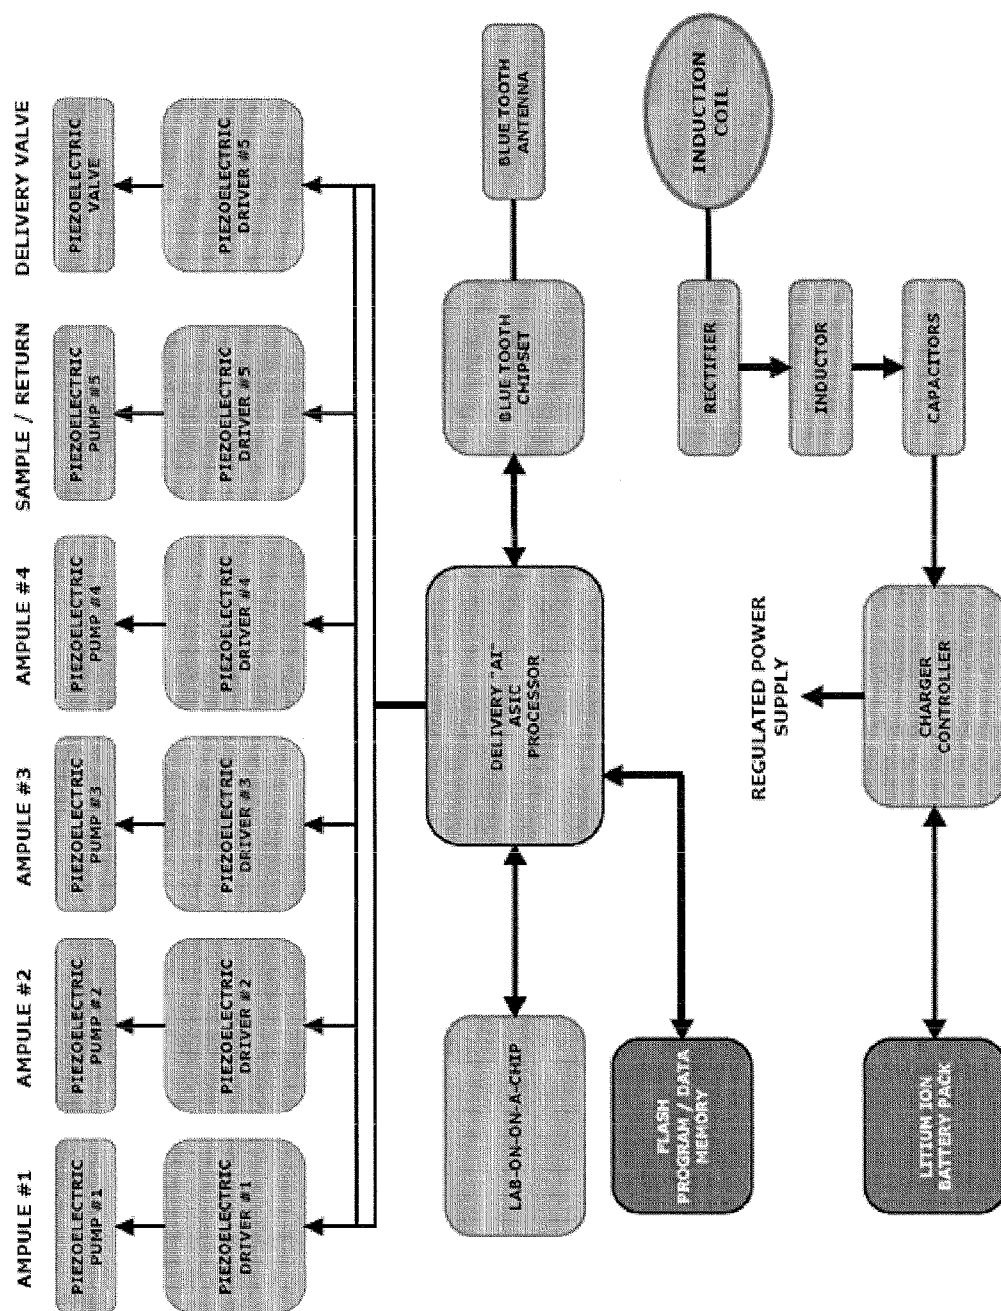 AMPULE #1
AMPULE #2
AMPULE #3
AMPULE #4
SAMPLE / RETURN
DELIVERY VALVE
PIEZOELECTRIC
PUMP #1
PIEZOELECTRIC
PUMP #2
PIEZOELECTRIC
PUMP #3
PIEZOELECTRIC
PUMP #4
PIEZOELECTRIC
PUMP #5
PIEZOELECTRIC
VALVE
PIEZOELECTRIC
DRIVER #1
PIEZOELECTRIC
DRIVER #2
PIEZOELECTRIC
DRIVER #3
PIEZOELECTRIC
DRIVER #4
PIEZOELECTRIC
DRIVER #5
PIEZOELECTRIC
DRIVER #5
LAB-ON-ON-A-CHIP
DELIVERY "AI"
ASIC
PROCESSOR
BLUE TOOTH
CHIPSET
BLUE TOOTH
ANTENNA
FLASH
PROGRAM / DATA
MEMORY
INDUCTION
COIL
RECTIFIER
INDUCTOR
CAPACITORS
REGULATED POWER
SUPPLY
CHARGER
CONTROLLER
LITIUM ION
BATTERY PACK